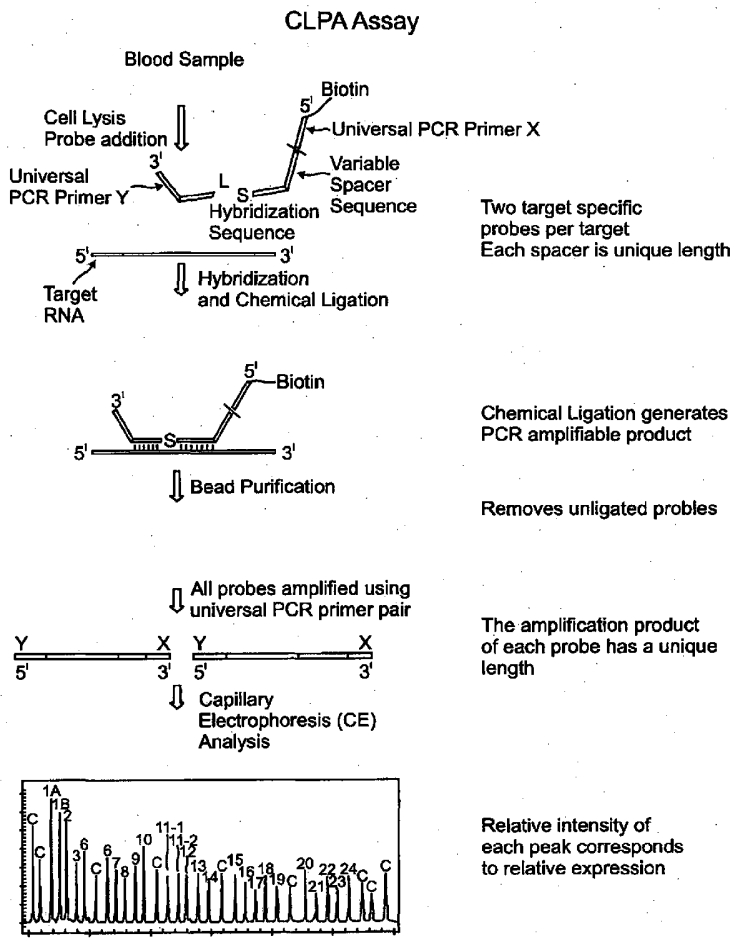 CLPA Assay
Blood Sample
Biotin
5'
Cell Lysis
Probe addition
Universal PCR Primer X
3'
Universal
PCR Primer Y
L
S
Variable
Spacer
Sequence
Hybridization
Sequence
Two target specific
probes per target
Each spacer is unique length
5'
3'
Target
RNA
Hybridization
and Chemical Ligation
5'
Biotin
3'
S
5'
3'
Chemical Ligation generates
PCR amplifiable product
Bead Purification
Removes unligated probles
All probes amplified using
universal PCR primer pair
Y X Y X
5' 3' 5' 3'
The amplification product
of each probe has a unique
length
Capillary
Electrophoresis (CE)
Analysis
C C 1A 1B 2 3 6 C 6 7 8 9 10 C 11-1 11-2 12 13 14 C 15 16 17 18 19 C 20 21 22 23 24 C C C
Relative intensity of
each peak corresponds
to relative expression